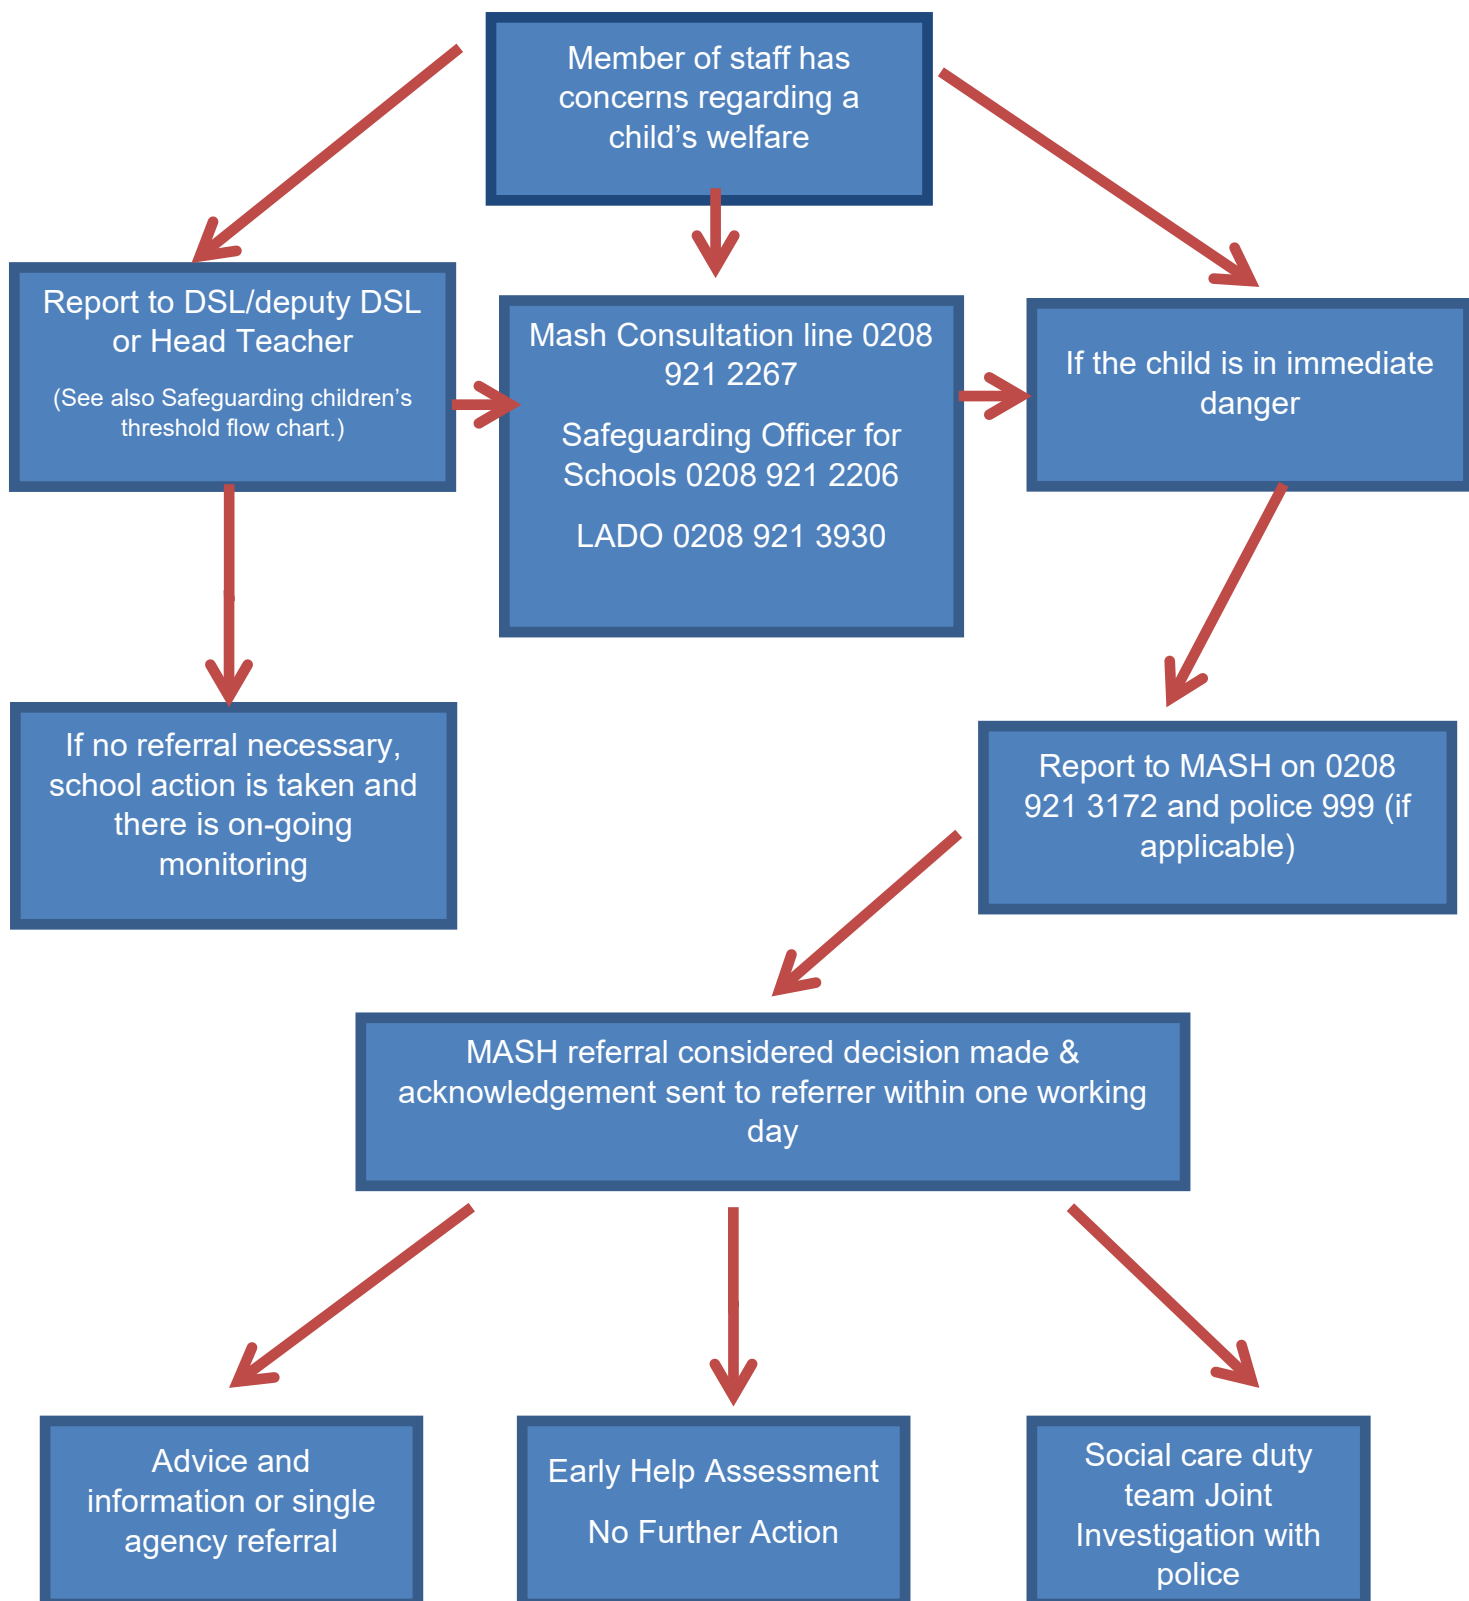 Member of staff has
concerns regarding a
child’s welfare
Report to DSL/deputy DSL
or Head Teacher
(See also Safeguarding children’s
threshold flow chart.)
Mash Consultation line 0208
921 2267
Safeguarding Officer for
Schools 0208 921 2206
LADO 0208 921 3930
If the child is in immediate
danger
If no referral necessary,
school action is taken and
there is on-going
monitoring
Report to MASH on 0208
921 3172 and police 999 (if
applicable)
MASH referral considered decision made &
acknowledgement sent to referrer within one working
day
Advice and
information or single
agency referral
Early Help Assessment
No Further Action
Social care duty
team Joint
Investigation with
police